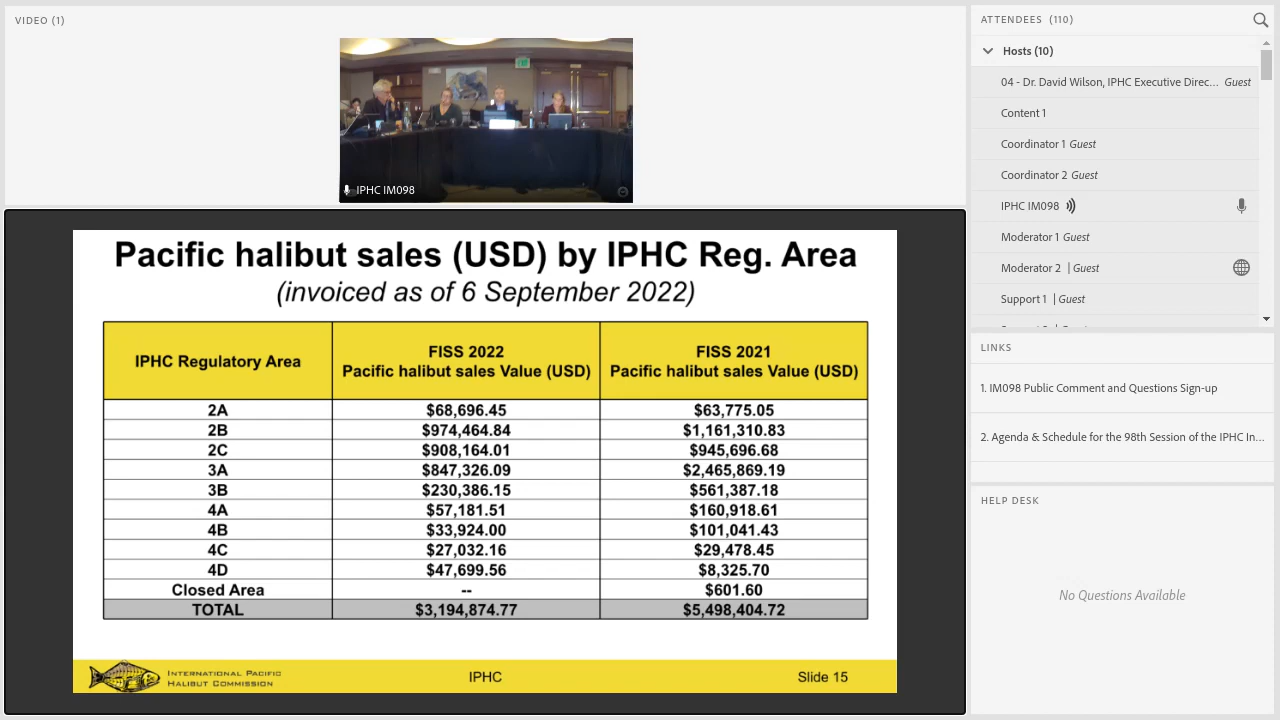 VIDEO (1)
IPHC IM098
Pacific halibut sales (USD) by IPHC Reg. Area
(invoiced as of 6 September 2022)
IPHC Regulatory Area FISS 2022 Pacific halibut sales Value (USD) FISS 2021 Pacific halibut sales Value (USD)
2A $68,696.45 $63,775.05
2B $974,464.84 $1,161,310.83
2C $908,164.01 $945,696.68
3A $847,326.09 $2,465,869.19
3B $230,386.15 $561,387.18
4A $57,181.51 $160,918.61
4B $33,924.00 $101,041.43
4C $27,032.16 $29,478.45
4D $47,699.56 $8,325.70
Closed Area -- $601.60
TOTAL $3,194,874.77 $5,498,404.72
INTERNATIONAL PACIFIC
HALIBUT COMMISSION
IPHC
Slide 15
ATTENDEES (110)
Hosts (10)
04 - Dr. David Wilson, IPHC Executive Direc... Guest
Content 1
Coordinator 1 Guest
Coordinator 2 Guest
IPHC IM098
Moderator 1 Guest
Moderator 2 | Guest
Support 1 | Guest
LINKS
1. IM098 Public Comment and Questions Sign-up
2. Agenda & Schedule for the 98th Session of the IPHC In...
HELP DESK
No Questions Available